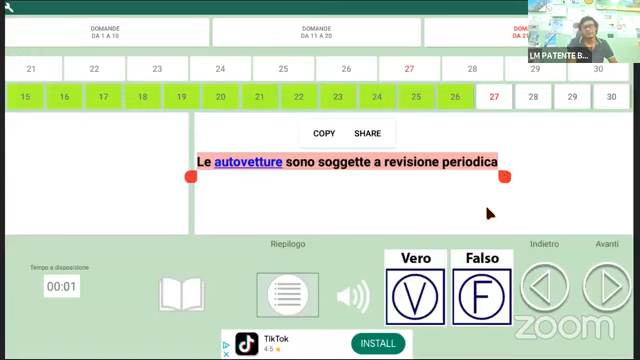 DOMANDE
DA 1 A 10
DOMANDE
DA 11 A 20
LM PATENTE B...
21 22 23 24 25 26 27 28 29 30
15 16 17 18 19 20 21 22 23 24 25 26 27 28 29 30
COPY SHARE
Le autovetture sono soggette a revisione periodica
Riepilogo
Tempo a disposizione
00:01
Vero
V
Falso
F
Indietro
Avanti
zoom
TikTok
4.5
INSTALL